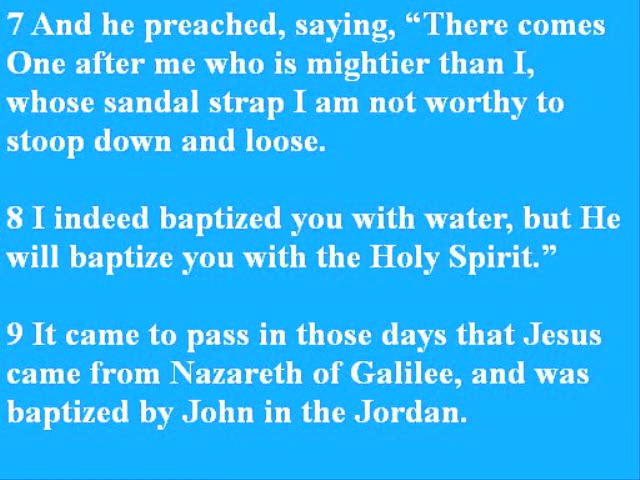 7 And he preached, saying, “There comes
One after me who is mightier than I,
whose sandal strap I am not worthy to
stoop down and loose.
8 I indeed baptized you with water, but He
will baptize you with the Holy Spirit.”
9 It came to pass in those days that Jesus
came from Nazareth of Galilee, and was
baptized by John in the Jordan.